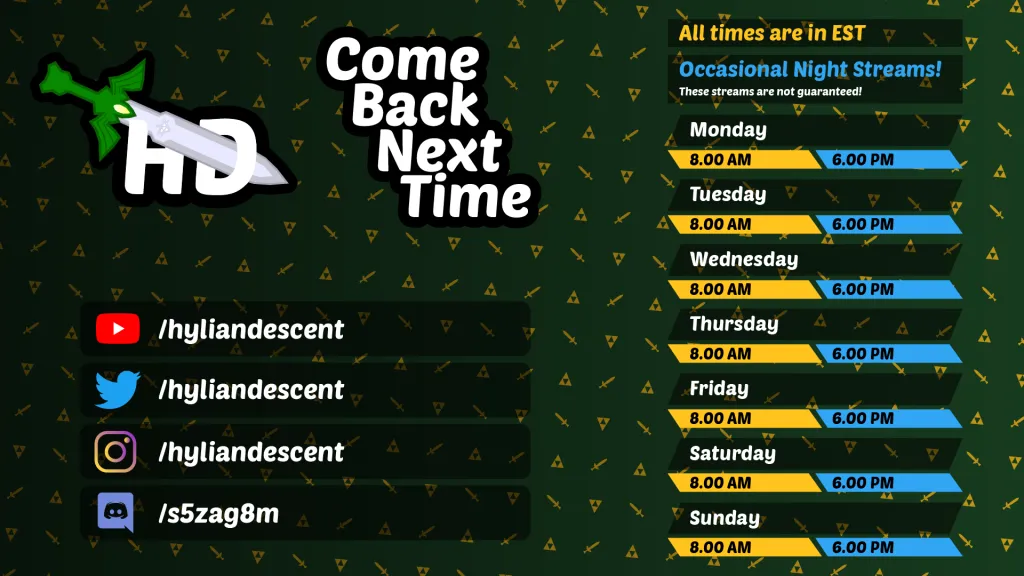 HD
Come
Back
Next
Time
/hyliandescent
/hyliandescent
/hyliandescent
/s5zag8m
All times are in EST
Occasional Night Streams!
These streams are not guaranteed!
Monday
8.00 AM 6.00 PM
Tuesday
8.00 AM 6.00 PM
Wednesday
8.00 AM 6.00 PM
Thursday
8.00 AM 6.00 PM
Friday
8.00 AM 6.00 PM
Saturday
8.00 AM 6.00 PM
Sunday
8.00 AM 6.00 PM